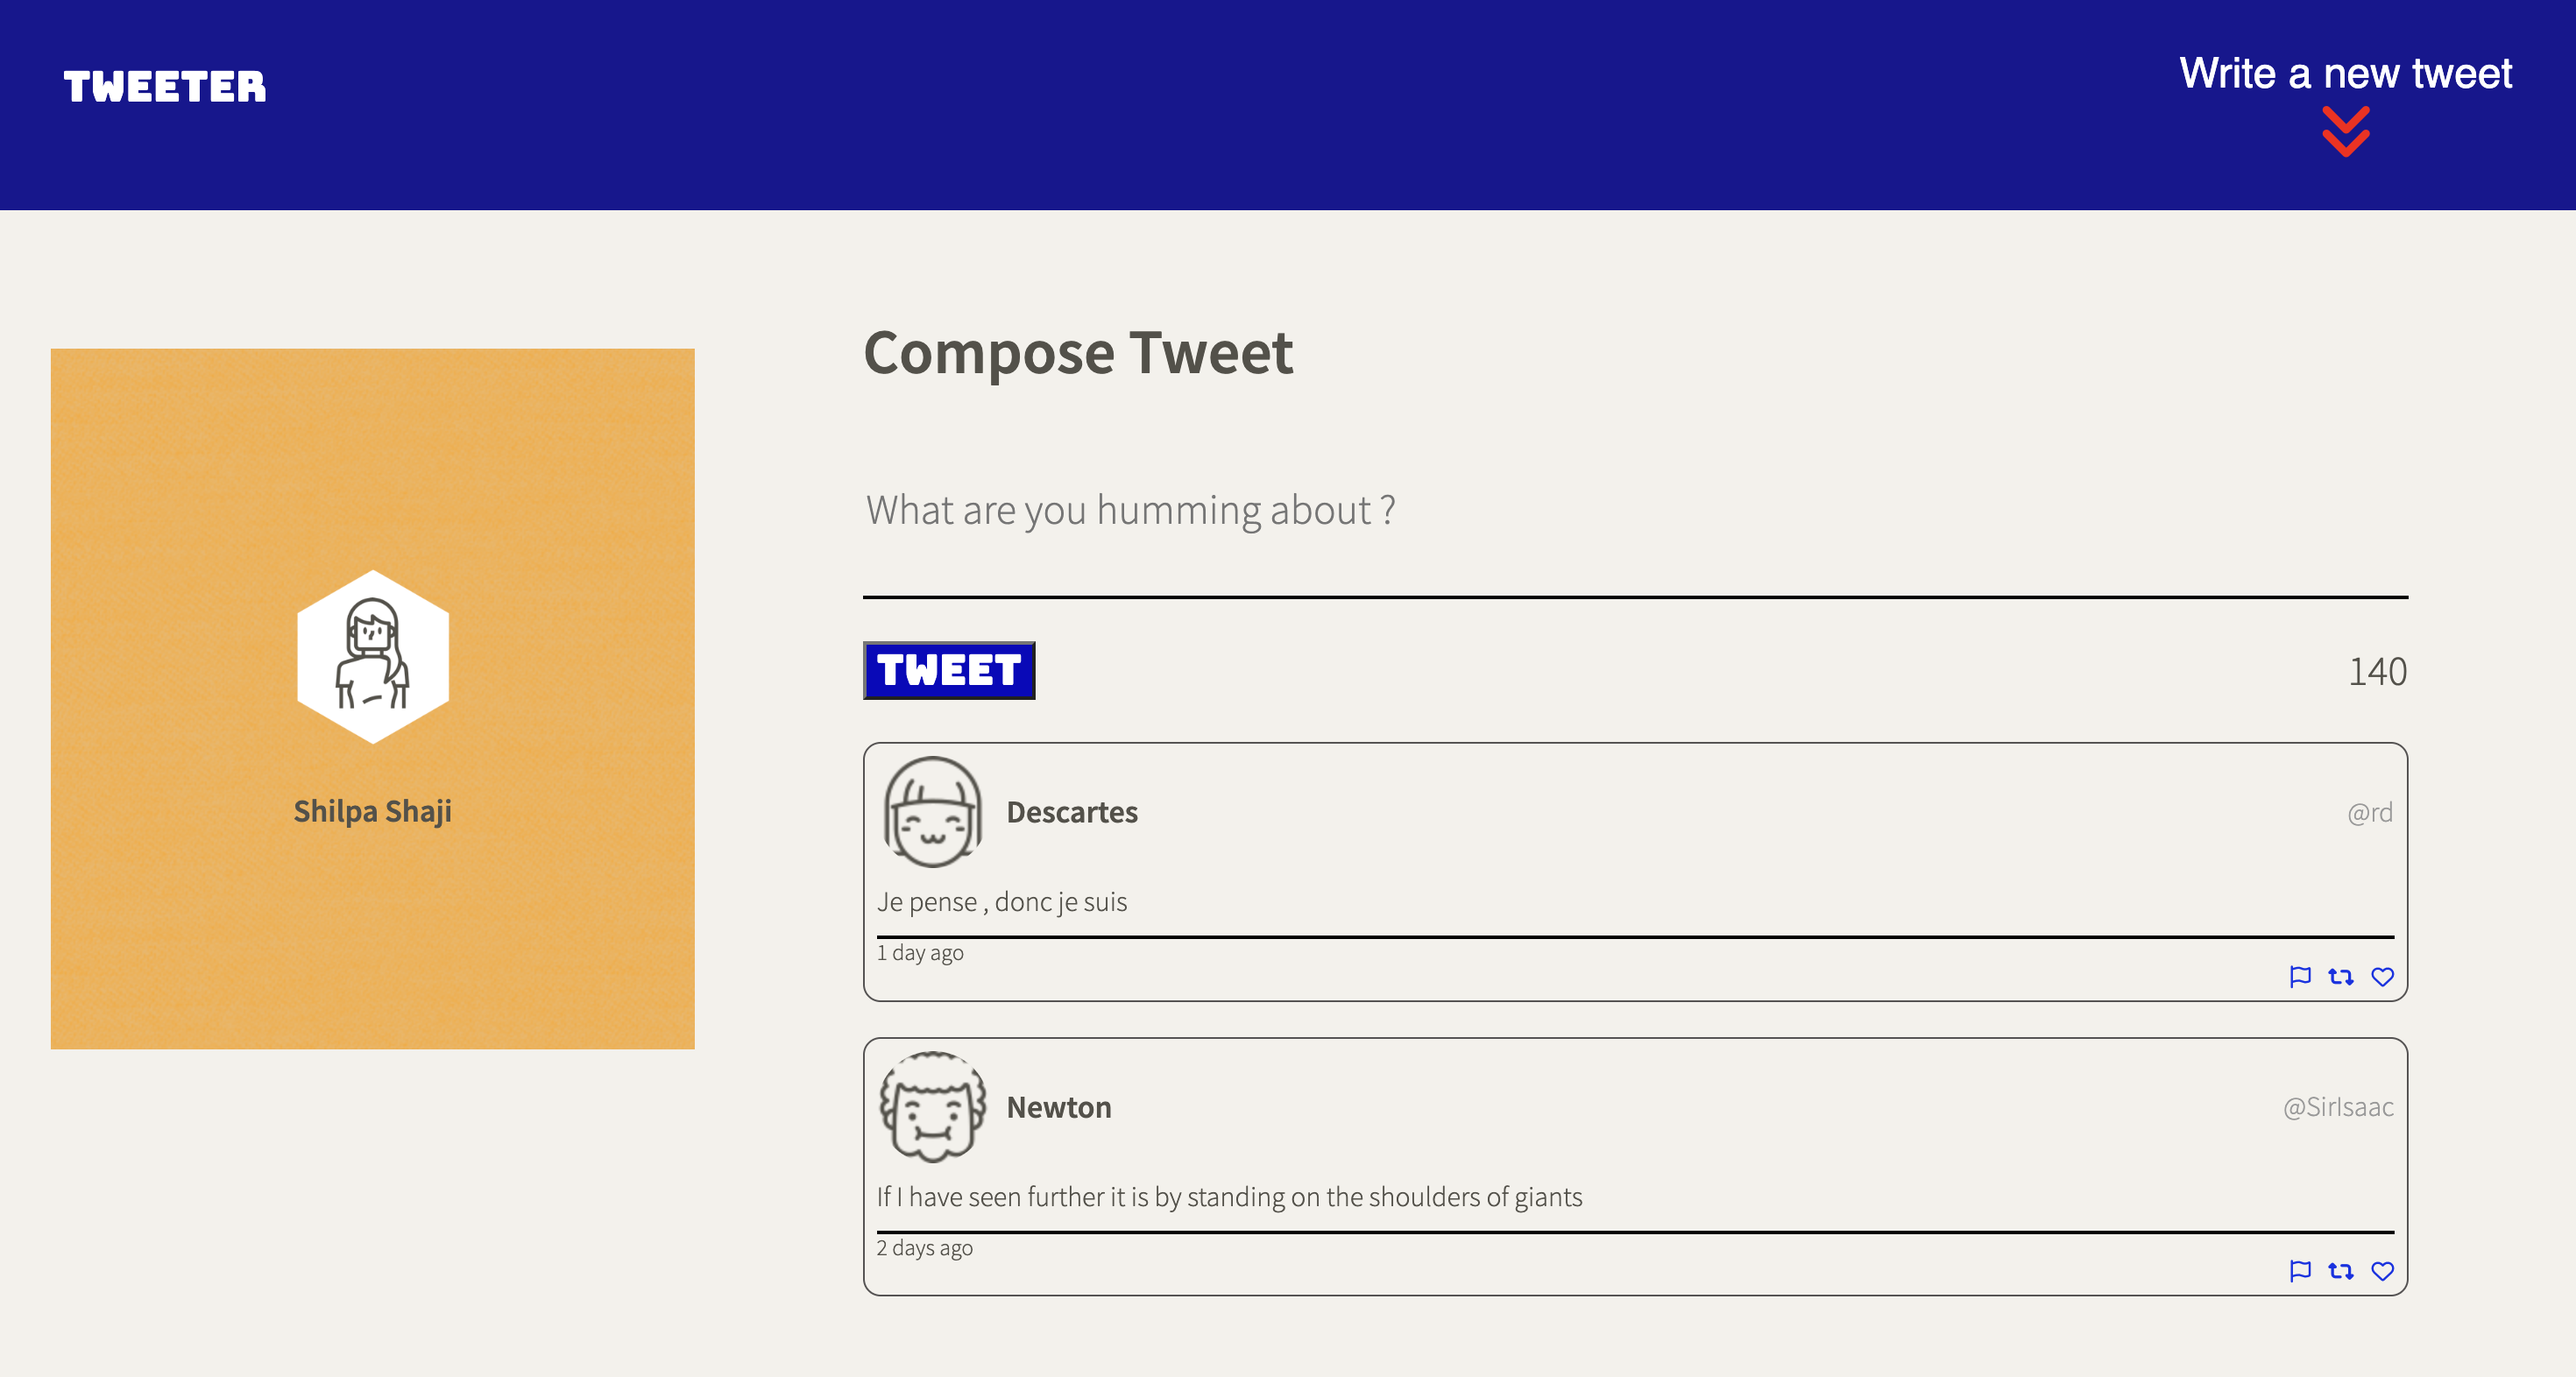 TWEETER
Write a new tweet
Shilpa Shaji
Compose Tweet
What are you humming about ?
TWEET
140
Descartes
@rd
Je pense , donc je suis
1 day ago
Newton
@SirIsaac
If I have seen further it is by standing on the shoulders of giants
2 days ago